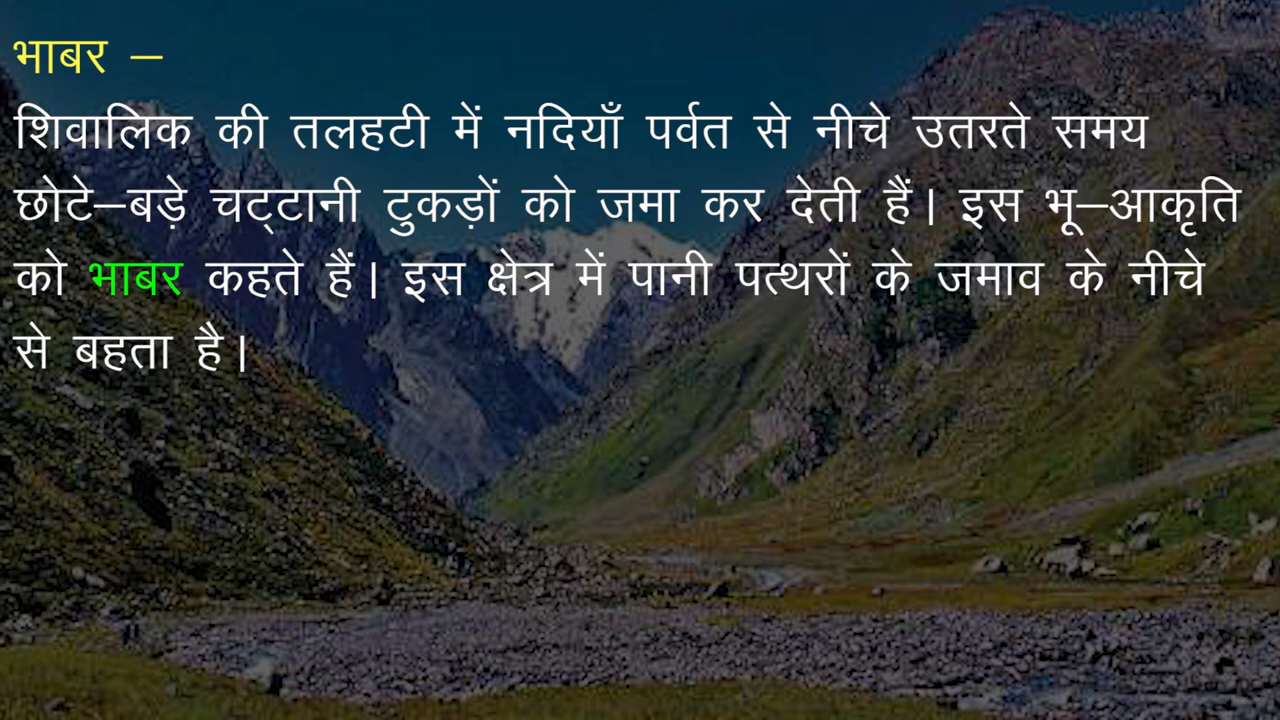 भाबर –
शिवालिक की तलहटी में नदियाँ पर्वत से नीचे उतरते समय
छोटे–बड़े चट्टानी टुकड़ों को जमा कर देती हैं। इस भू–आकृति
को भाबर कहते हैं। इस क्षेत्र में पानी पत्थरों के जमाव के नीचे
से बहता है।